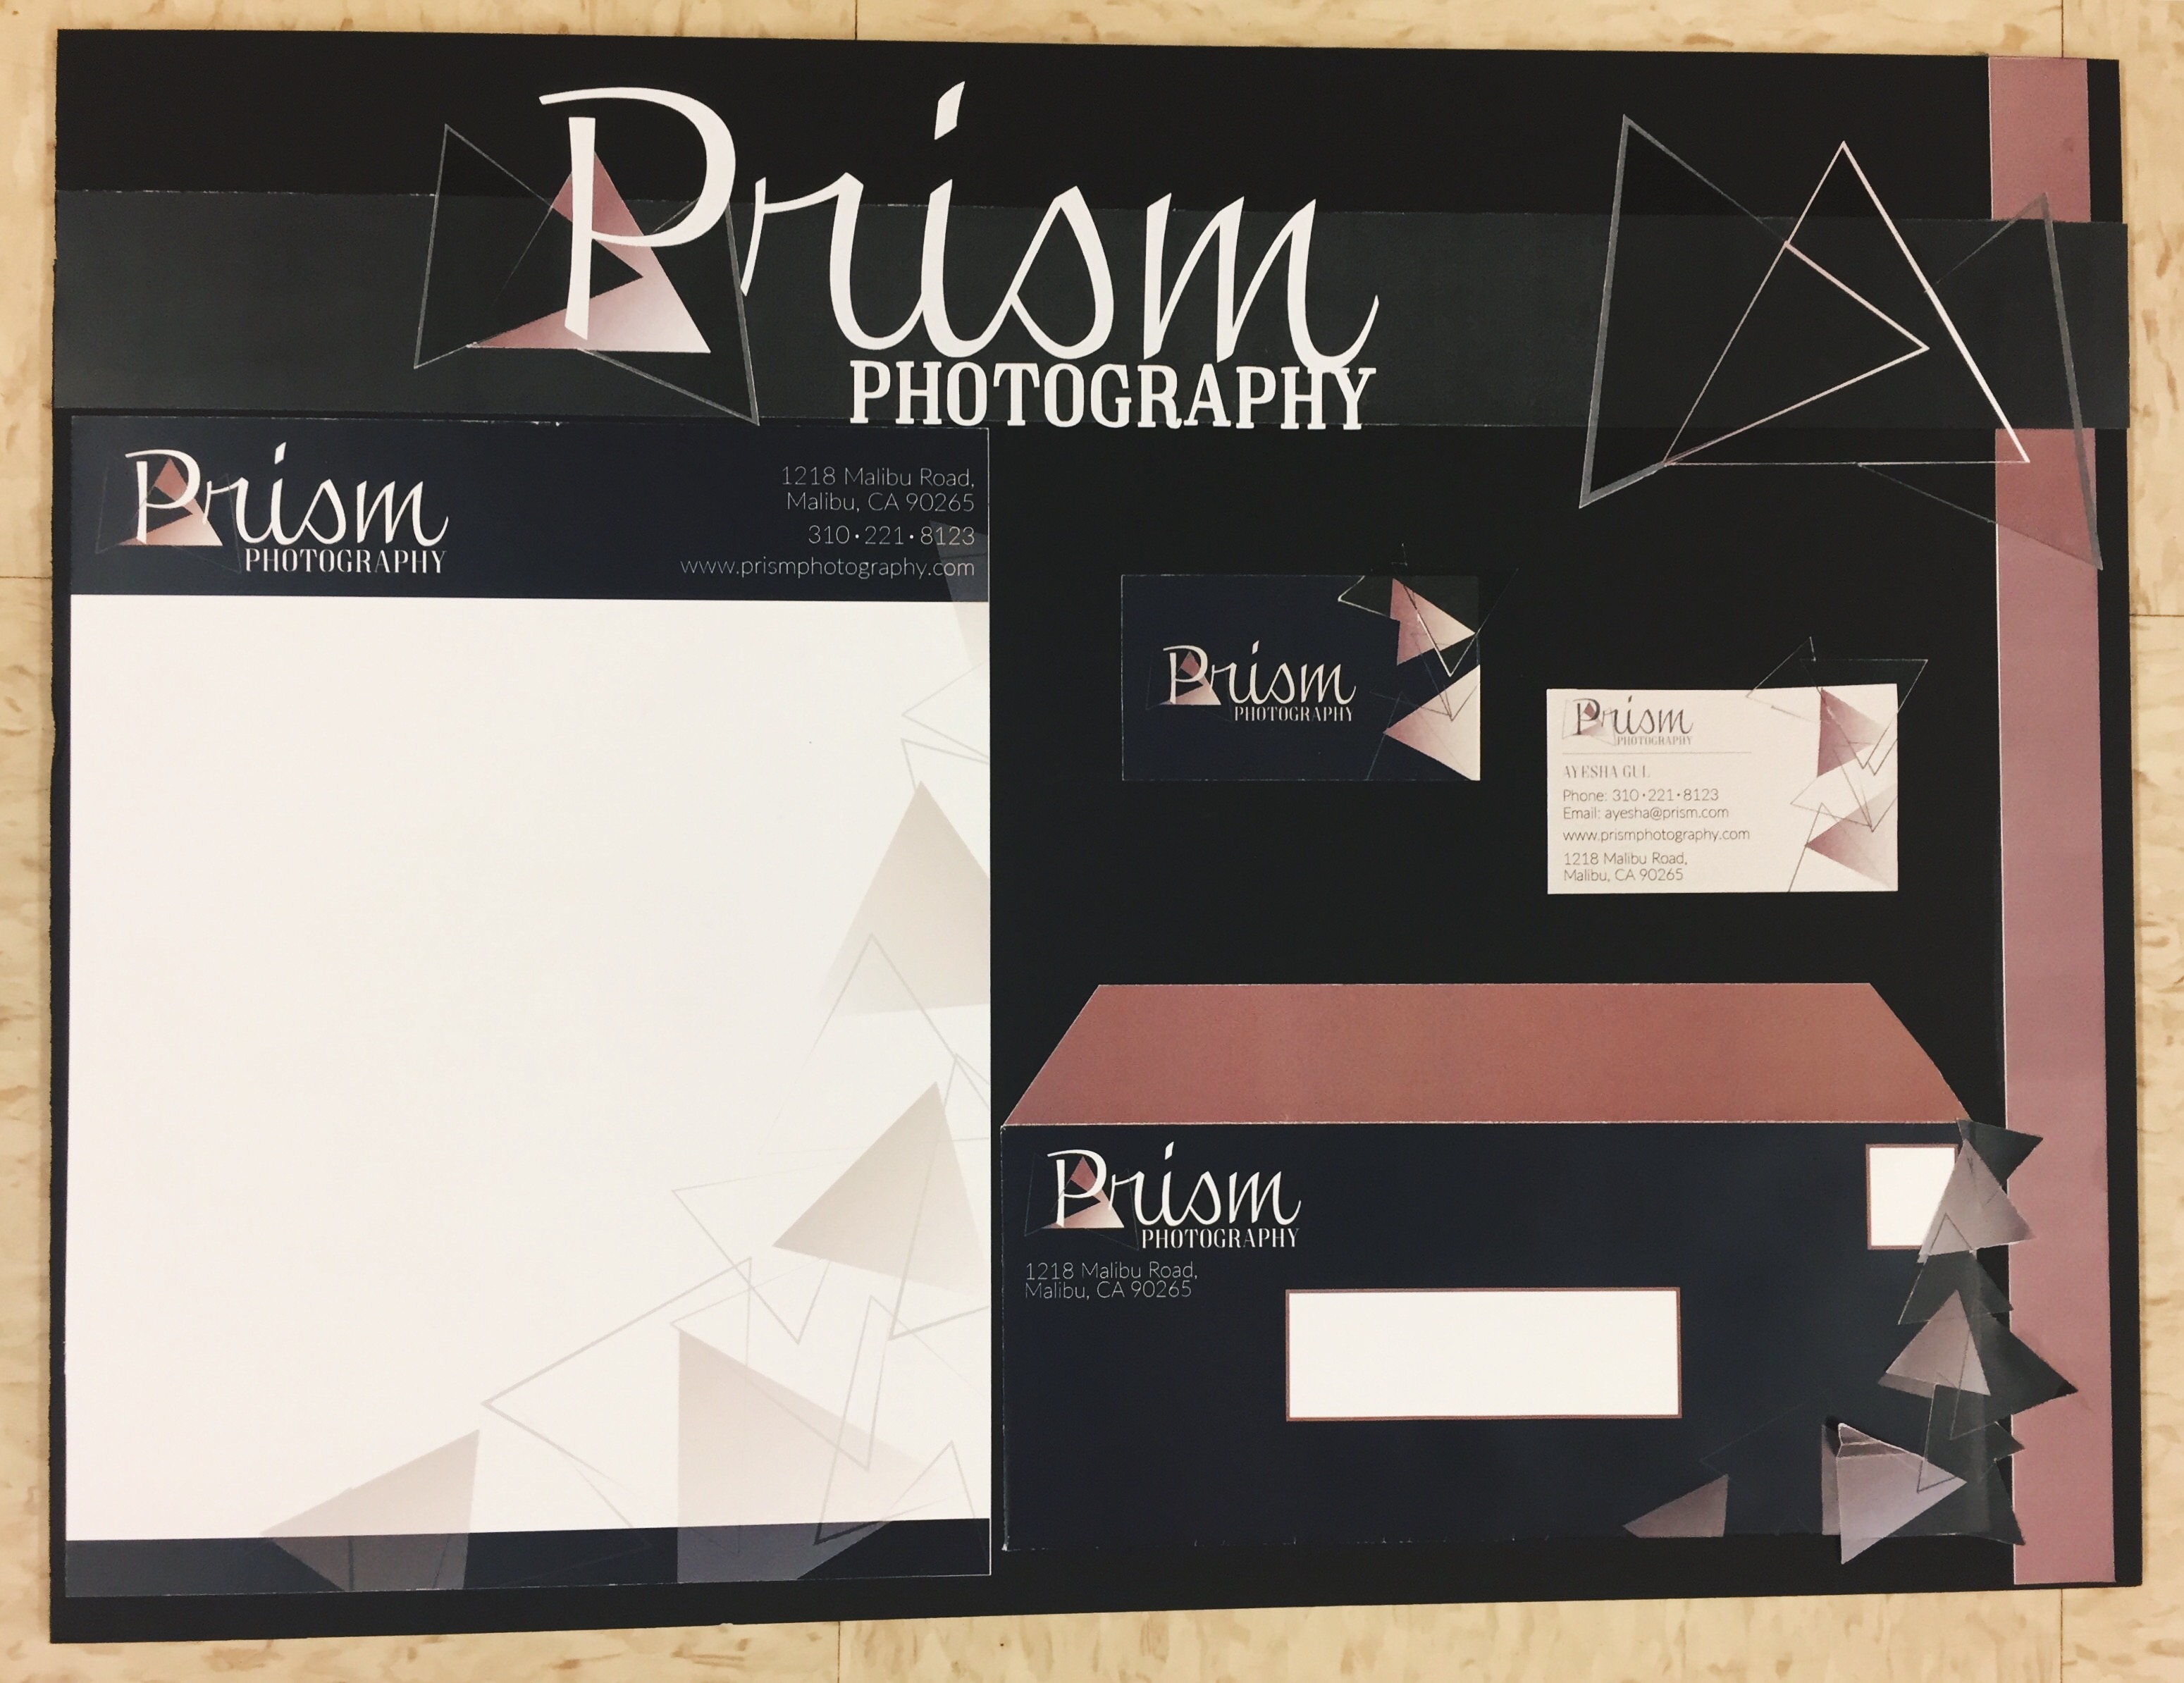 Prism
PHOTOGRAPHY
Prism
PHOTOGRAPHY
1218 Malibu Road,
Malibu, CA 90265
310•221•8123
www.prismphotography.com
Prism
PHOTOGRAPHY
Prism
PHOTOGRAPHY
AYESHA GUL
Phone: 310•221•8123
Email: ayesha@prism.com
www.prismphotography.com
1218 Malibu Road,
Malibu, CA 90265
Prism
PHOTOGRAPHY
1218 Malibu Road,
Malibu, CA 90265